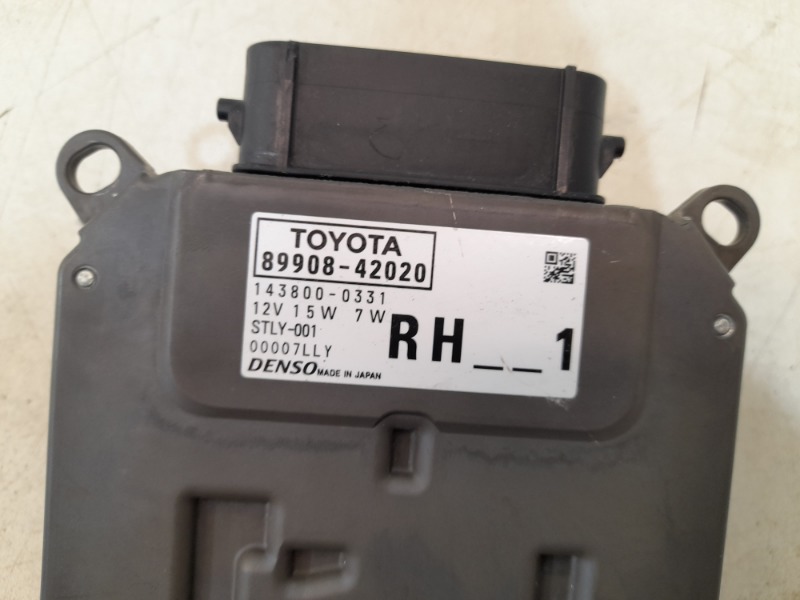 TOYOTA
89908-42020
143800-0331
12V 15W 7W
STLY-001
00007LLY
RH__1
DENSO MADE IN JAPAN